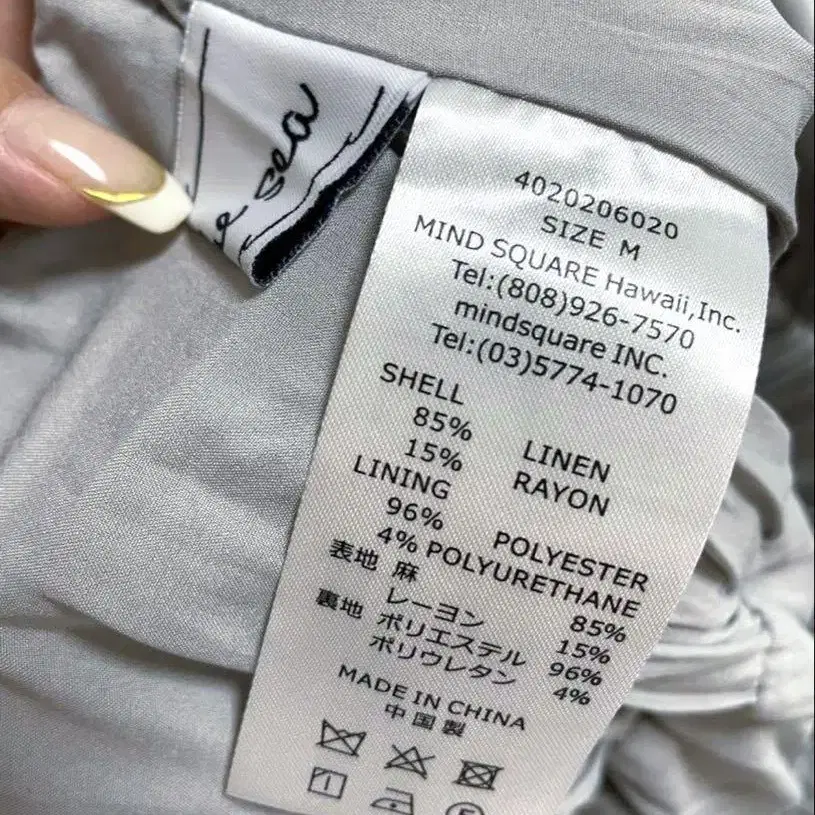 sea
4020206020
SIZE M
MIND SQUARE Hawaii,Inc.
Tel:(808)926-7570
mindsquare INC.
Tel:(03)5774-1070
SHELL
85% LINEN
15% RAYON
LINING
96% POLYESTER
4% POLYURETHANE
表地 麻 85%
レーヨン 15%
裏地 ポリエステル 96%
ポリウレタン 4%
MADE IN CHINA
中国製